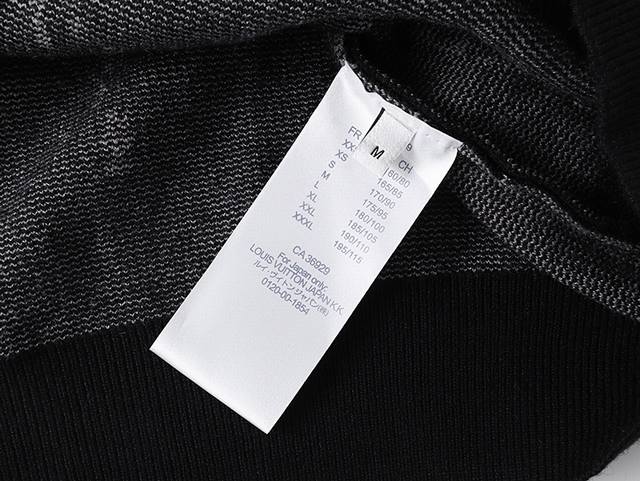 M
FR CH
XXS 160/80
XS 165/85
S 170/90
M 175/95
L 180/100
XL 185/105
XXL 190/110
XXXL 195/115
CA 36929
For Japan only.
LOUIS VUITTON JAPAN K.K.
ルイ・ヴィトンジャパン(株)
0120-00-1854